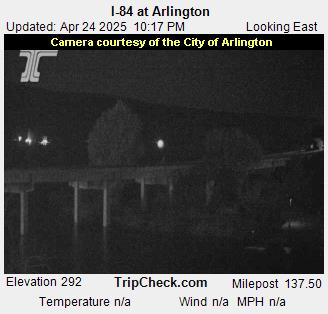 I-84 at Arlington
Updated: Apr 24 2025 10:17 PM Looking East
Camera courtesy of the City of Arlington
Elevation 292 TripCheck.com Milepost 137.50
Temperature n/a Wind n/a MPH n/a